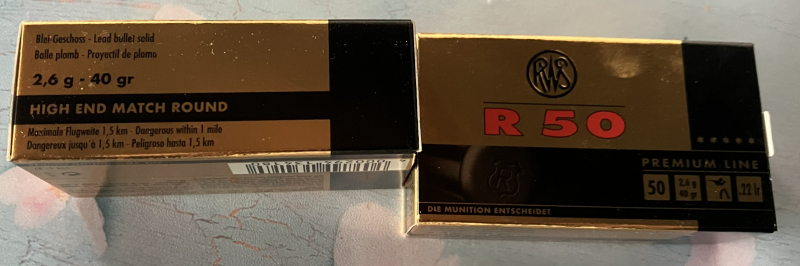 Blei-Geschoss - Lead bullet solid
Balle plomb - Proyectil de plomo
2,6 g - 40 gr
HIGH END MATCH ROUND
Maximale Flugweite 1,5 km - Dangerous within 1 mile
Dangereux jusqu'à 1,5 km - Peligroso hasta 1,5 km
RWS
R 50
PREMIUM LINE
50
2,6 g
40 gr
.22 lr
DIE MUNITION ENTSCHEIDET